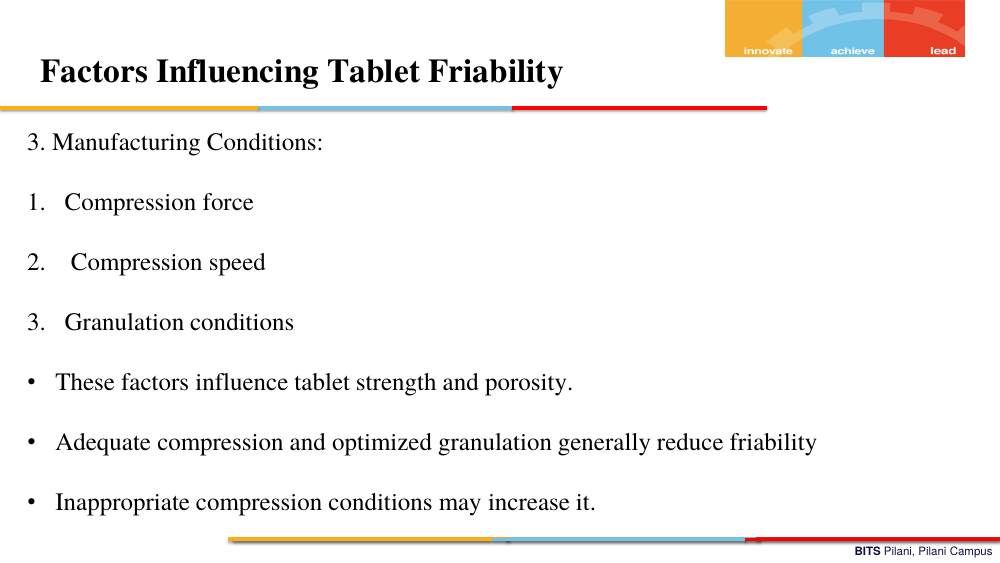 innovate achieve lead
Factors Influencing Tablet Friability
3. Manufacturing Conditions:
1. Compression force
2. Compression speed
3. Granulation conditions
• These factors influence tablet strength and porosity.
• Adequate compression and optimized granulation generally reduce friability
• Inappropriate compression conditions may increase it.
BITS Pilani, Pilani Campus